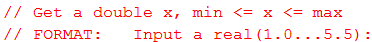 // Get a double x, min <= x <= max
// FORMAT:   Input a real(1.0...5.5):